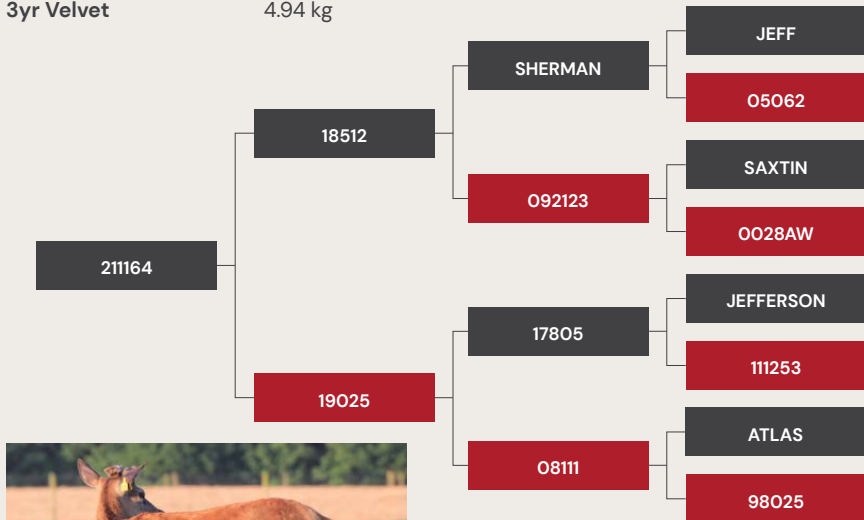 3yr Velvet 4.94 kg
JEFF
SHERMAN
05062
18512
SAXTIN
092123
0028AW
211164
JEFFERSON
17805
111253
19025
ATLAS
08111
98025